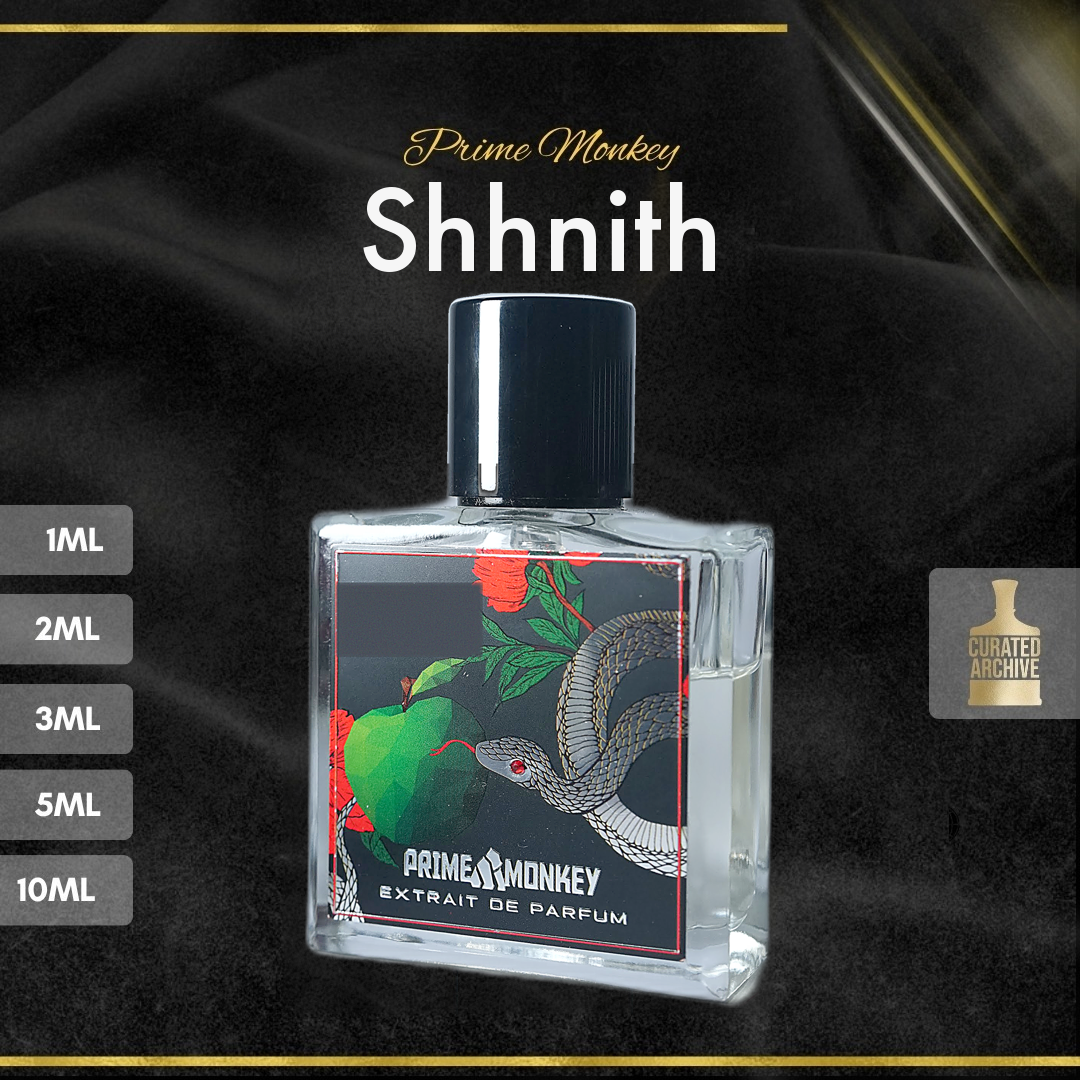 Prime Monkey
Shhnith
1ML
2ML
3ML
5ML
10ML
CURATED
ARCHIVE
PRIME MONKEY
EXTRAIT DE PARFUM